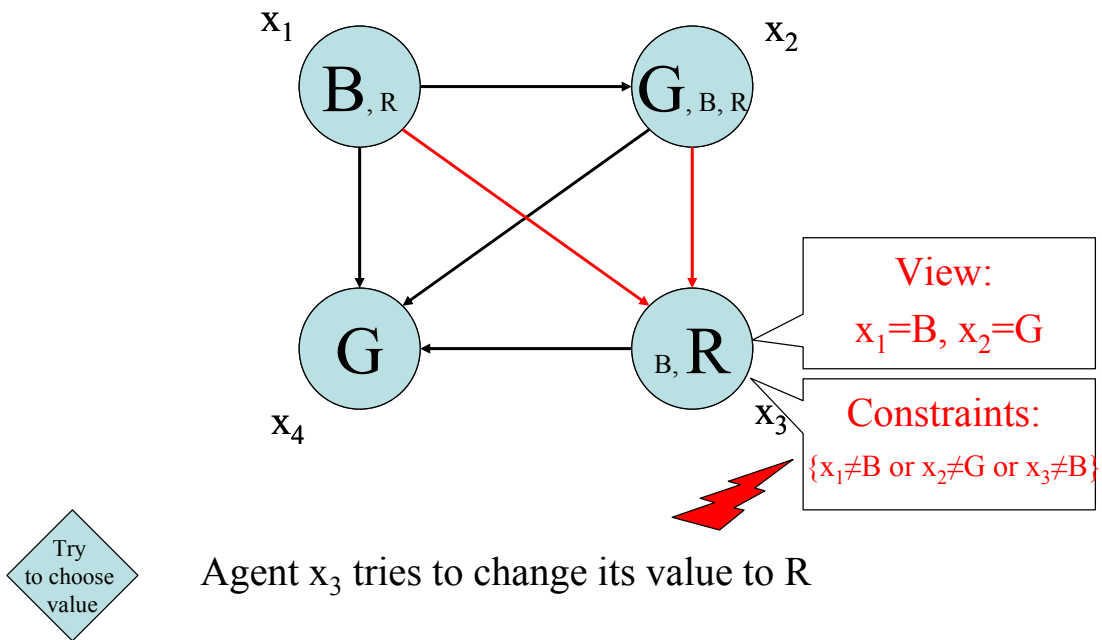 x₁
x₂
B, R
G, B, R
View:
x₁=B, x₂=G
G
B, R
x₄
x₃
Constraints:
{x₁≠B or x₂≠G or x₃≠B}
Try
to choose
value
Agent x₃ tries to change its value to R